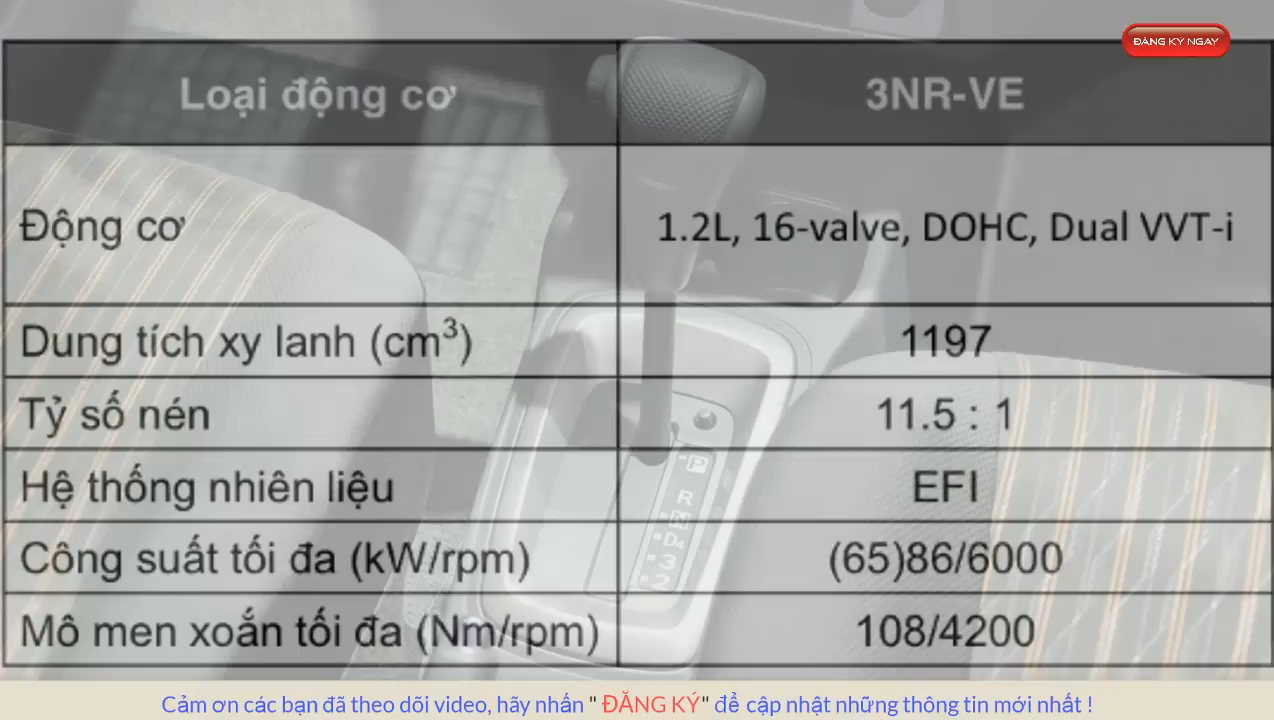 ĐĂNG KÝ NGAY
Loại động cơ 3NR-VE
Động cơ 1.2L, 16-valve, DOHC, Dual VVT-i
Dung tích xy lanh (cm³) 1197
Tỷ số nén 11.5 : 1
Hệ thống nhiên liệu EFI
Công suất tối đa (kW/rpm) (65)86/6000
Mô men xoắn tối đa (Nm/rpm) 108/4200
P
R
N
D
3
2
Cảm ơn các bạn đã theo dõi video, hãy nhấn " ĐĂNG KÝ" để cập nhật những thông tin mới nhất !